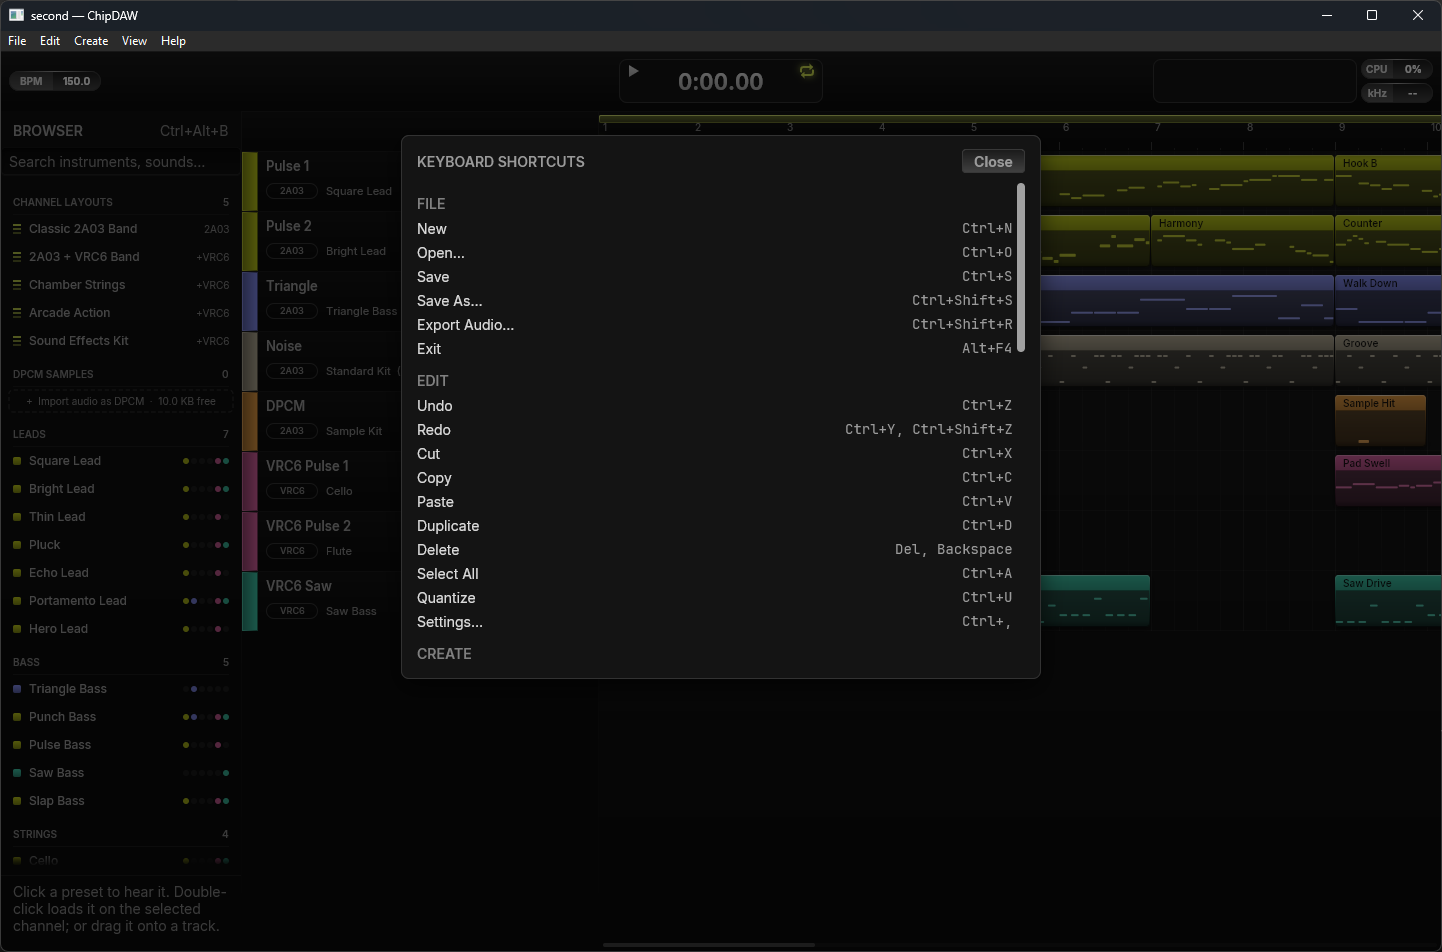 second — ChipDAW
File Edit Create View Help
BPM 150.0
0:00.00
CPU 0%
kHz --
BROWSER Ctrl+Alt+B
Search instruments, sounds...
CHANNEL LAYOUTS 5
Classic 2A03 Band 2A03
2A03 + VRC6 Band +VRC6
Chamber Strings +VRC6
Arcade Action +VRC6
Sound Effects Kit +VRC6
DPCM SAMPLES 0
+ Import audio as DPCM · 10.0 KB free
LEADS 7
Square Lead
Bright Lead
Thin Lead
Pluck
Echo Lead
Portamento Lead
Hero Lead
BASS 5
Triangle Bass
Punch Bass
Pulse Bass
Saw Bass
Slap Bass
STRINGS 4
Cello
Click a preset to hear it. Double-
click loads it on the selected
channel; or drag it onto a track.
Pulse 1
2A03 Square Lead
Pulse 2
2A03 Bright Lead
Triangle
2A03 Triangle Bass
Noise
2A03 Standard Kit (
DPCM
2A03 Sample Kit
VRC6 Pulse 1
VRC6 Cello
VRC6 Pulse 2
VRC6 Flute
VRC6 Saw
VRC6 Saw Bass
1 2 3 4 5 6 7 8 9 10
KEYBOARD SHORTCUTS Close
FILE
New Ctrl+N
Open... Ctrl+O
Save Ctrl+S
Save As... Ctrl+Shift+S
Export Audio... Ctrl+Shift+R
Exit Alt+F4
EDIT
Undo Ctrl+Z
Redo Ctrl+Y, Ctrl+Shift+Z
Cut Ctrl+X
Copy Ctrl+C
Paste Ctrl+V
Duplicate Ctrl+D
Delete Del, Backspace
Select All Ctrl+A
Quantize Ctrl+U
Settings... Ctrl+,
CREATE
Hook B
Harmony Counter
Walk Down
Groove
Sample Hit
Pad Swell
Saw Drive